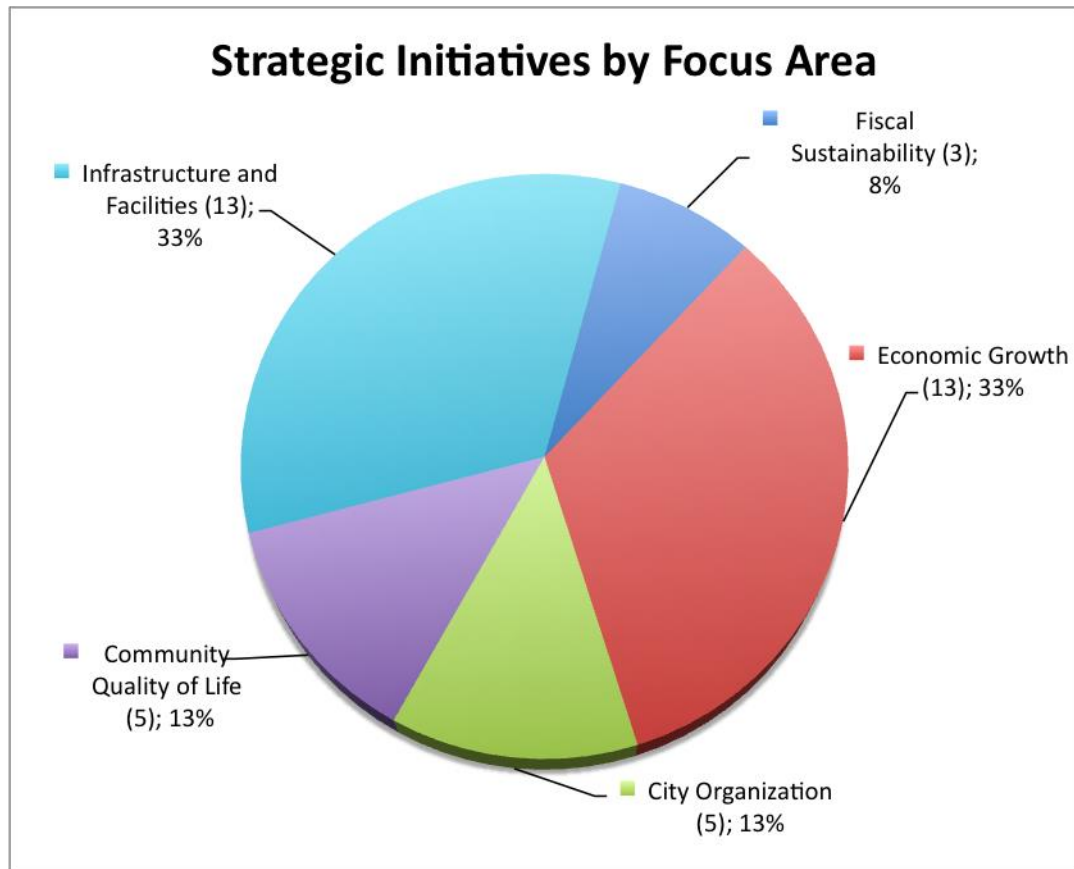 Strategic Initiatives by Focus Area
Fiscal
Sustainability (3);
8%
Infrastructure and
Facilities (13);
33%
Economic Growth
(13); 33%
Community
Quality of Life
(5); 13%
City Organization
(5); 13%